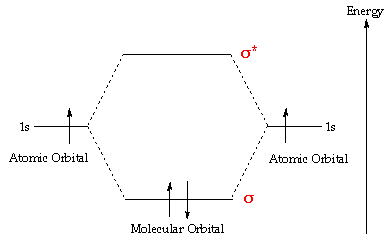 Energy
σ*
1s
1s
Atomic Orbital
Atomic Orbital
σ
Molecular Orbital